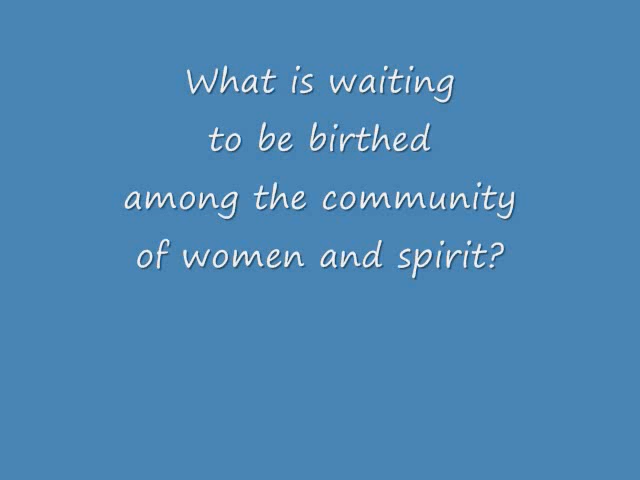 What is waiting
to be birthed
among the community
of women and spirit?